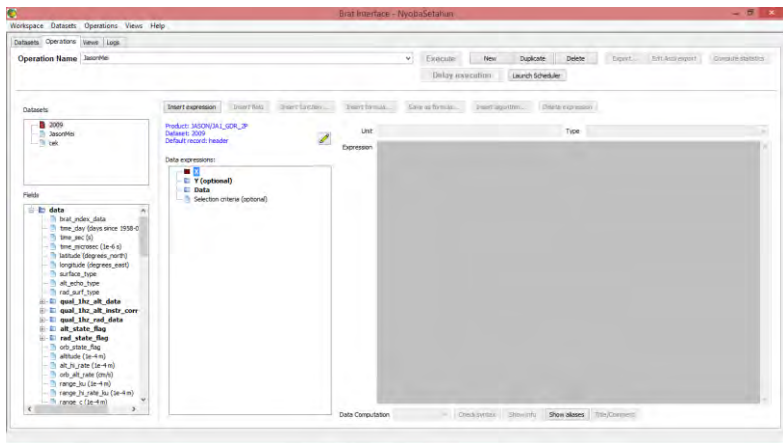 Brat Interface - NyobaSetahun
Workspace Datasets Operations Views Help
Datasets Operations Views Logs
Operation Name JasonMei
Execute New Duplicate Delete Export... Edit Ascii export Compute statistics
Delay execution Launch Scheduler
Datasets
2009
JasonMei
cek
Insert expression Insert field Insert function... Insert formula... Save as formula... Insert algorithm... Delete expression
Product: JASON/JA1_GDR_2P
Dataset: 2009
Default record: header
Unit
Type
Expression
Data expressions:
X
Y (optional)
Data
Selection criteria (optional)
Fields
data
brat_index_data
time_day (days since 1958-0
time_sec (s)
time_microsec (1e-6 s)
latitude (degrees_north)
longitude (degrees_east)
surface_type
alt_echo_type
rad_surf_type
qual_1hz_alt_data
qual_1hz_alt_instr_corr
qual_1hz_rad_data
alt_state_flag
rad_state_flag
orb_state_flag
altitude (1e-4 m)
alt_hi_rate (1e-4 m)
orb_alt_rate (cm/s)
range_ku (1e-4 m)
range_hi_rate_ku (1e-4 m)
range_c (1e-4 m)
Data Computation
Check syntax Show info Show aliases Title/Comment